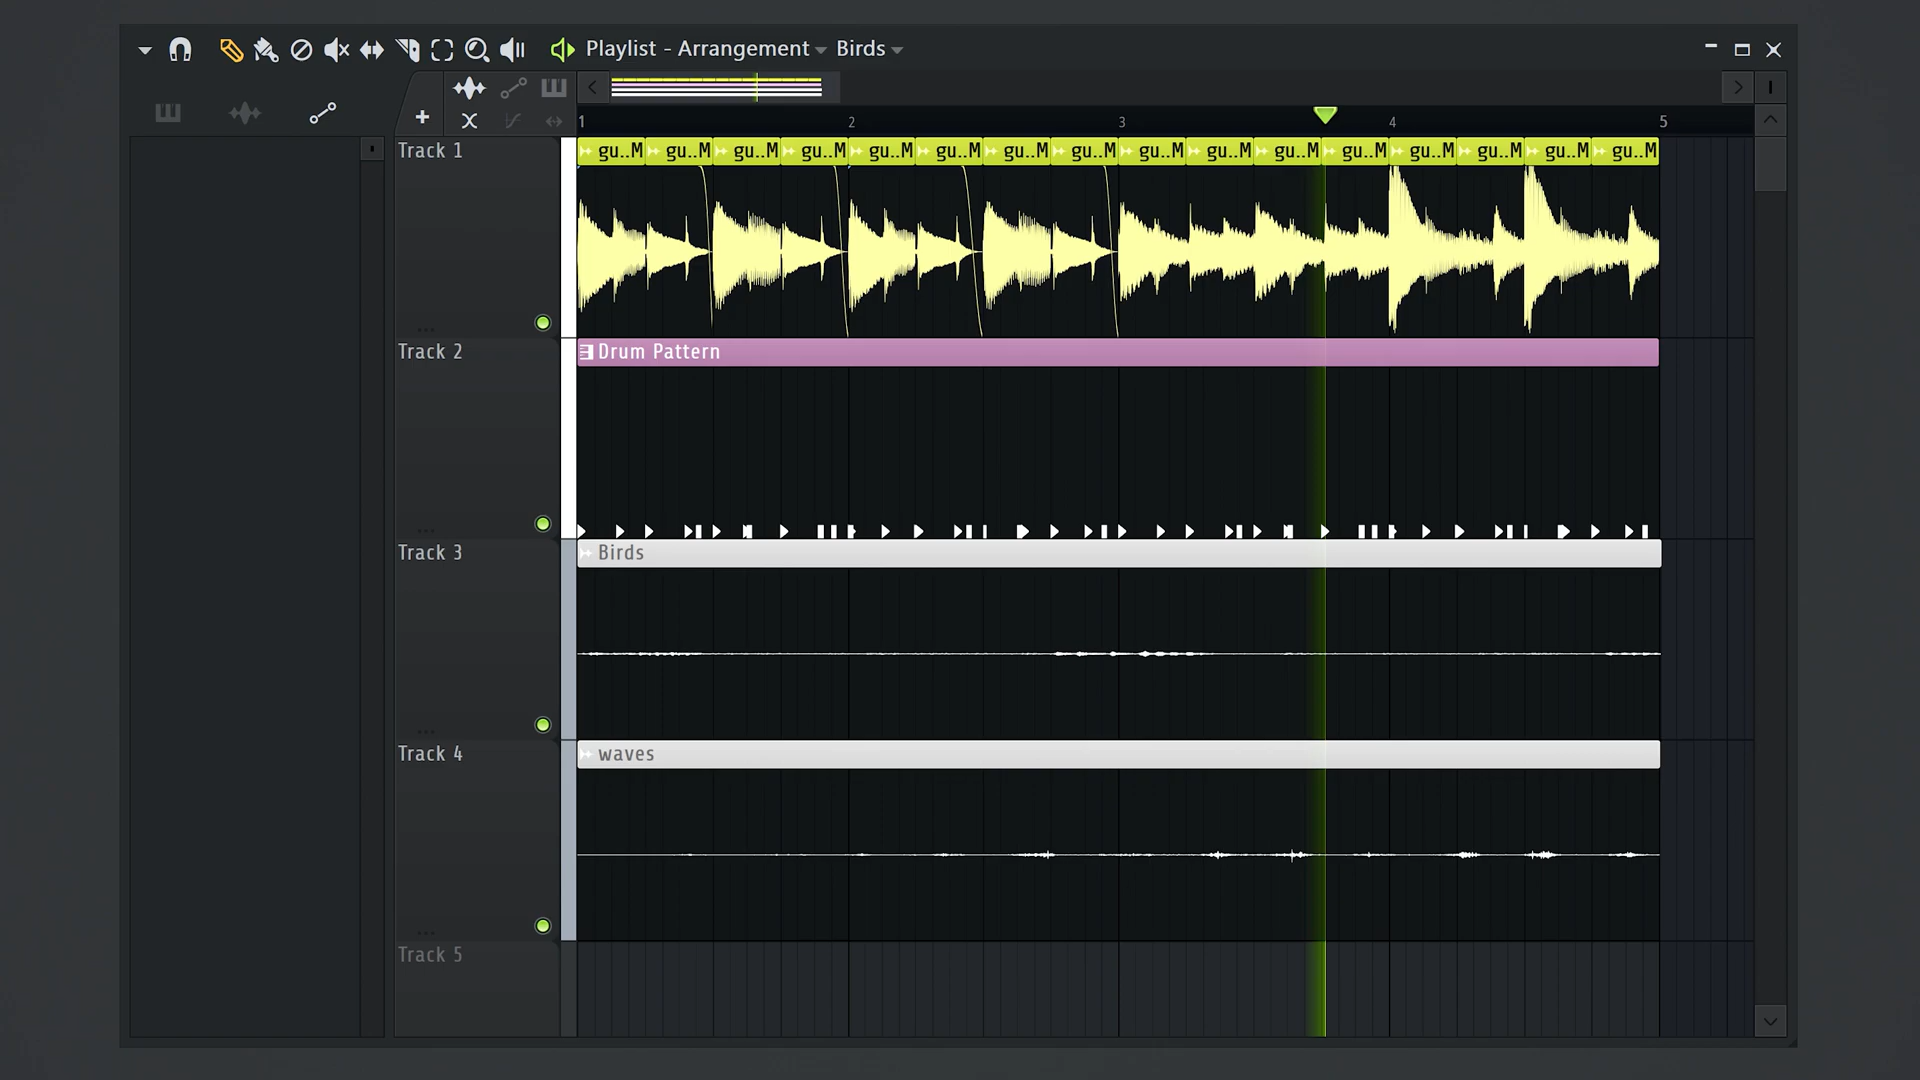 Playlist - Arrangement Birds
1 2 3 4 5
Track 1
gu..M gu..M gu..M gu..M gu..M gu..M gu..M gu..M gu..M gu..M gu..M gu..M gu..M gu..M gu..M gu..M
Track 2
Drum Pattern
Track 3
Birds
Track 4
waves
Track 5